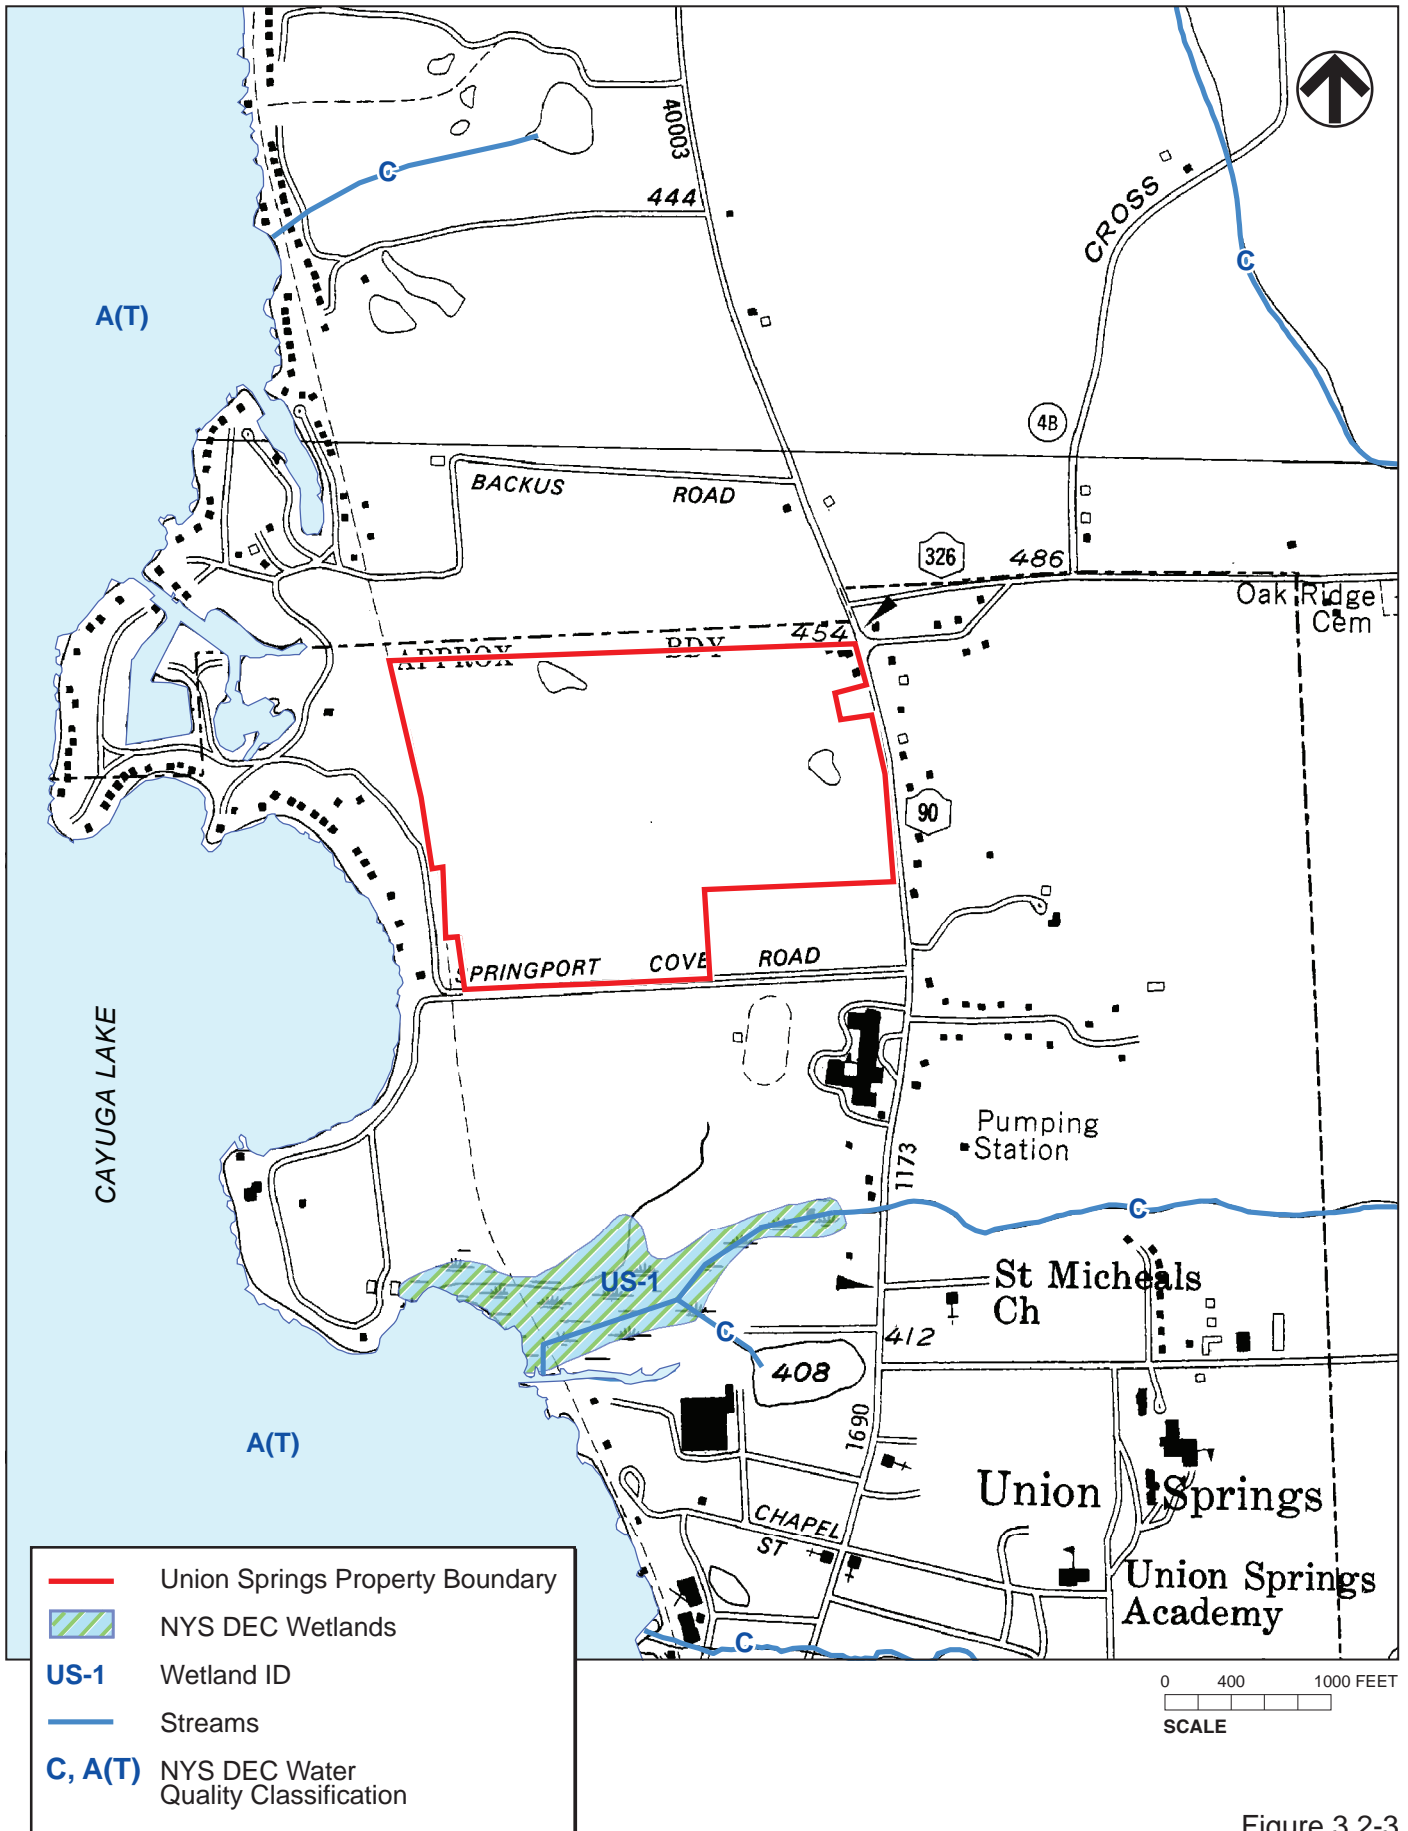 40003
444
C
CROSS
C
A(T)
4B
BACKUS ROAD
326
486
Oak Ridge
Cem
454
APPROX BDY
90
SPRINGPORT COVE ROAD
CAYUGA LAKE
Pumping
Station
1173
C
US-1
St Micheals
Ch
C
412
408
A(T)
1690
Union Springs
CHAPEL
ST
Union Springs
Academy
C
Union Springs Property Boundary
NYS DEC Wetlands
US-1 Wetland ID
Streams
C, A(T) NYS DEC Water
Quality Classification
0 400 1000 FEET
SCALE
Figure 3.2-3